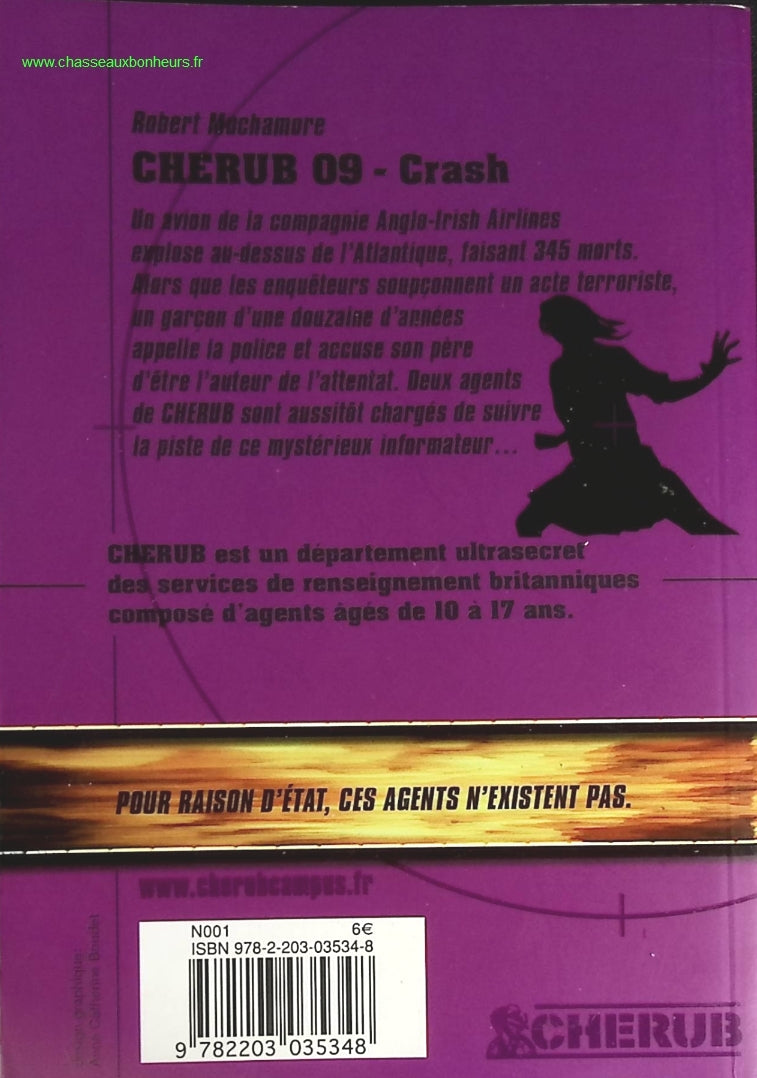 www.chasseauxbonheurs.fr
Robert Muchamore
CHERUB 09 - Crash
Un avion de la compagnie Anglo-Irish Airlines
explose au-dessus de l'Atlantique, faisant 345 morts.
Alors que les enquêteurs soupçonnent un acte terroriste,
un garçon d'une douzaine d'années
appelle la police et accuse son père
d'être l'auteur de l'attentat. Deux agents
de CHERUB sont aussitôt chargés de suivre
la piste de ce mystérieux informateur...
CHERUB est un département ultrasecret
des services de renseignement britanniques
composé d'agents âgés de 10 à 17 ans.
POUR RAISON D'ÉTAT, CES AGENTS N'EXISTENT PAS.
www.cherubcampus.fr
N001 6€
ISBN 978-2-203-03534-8
9 782203 035348
CHERUB
design graphique:
Anne Catherine Boudet